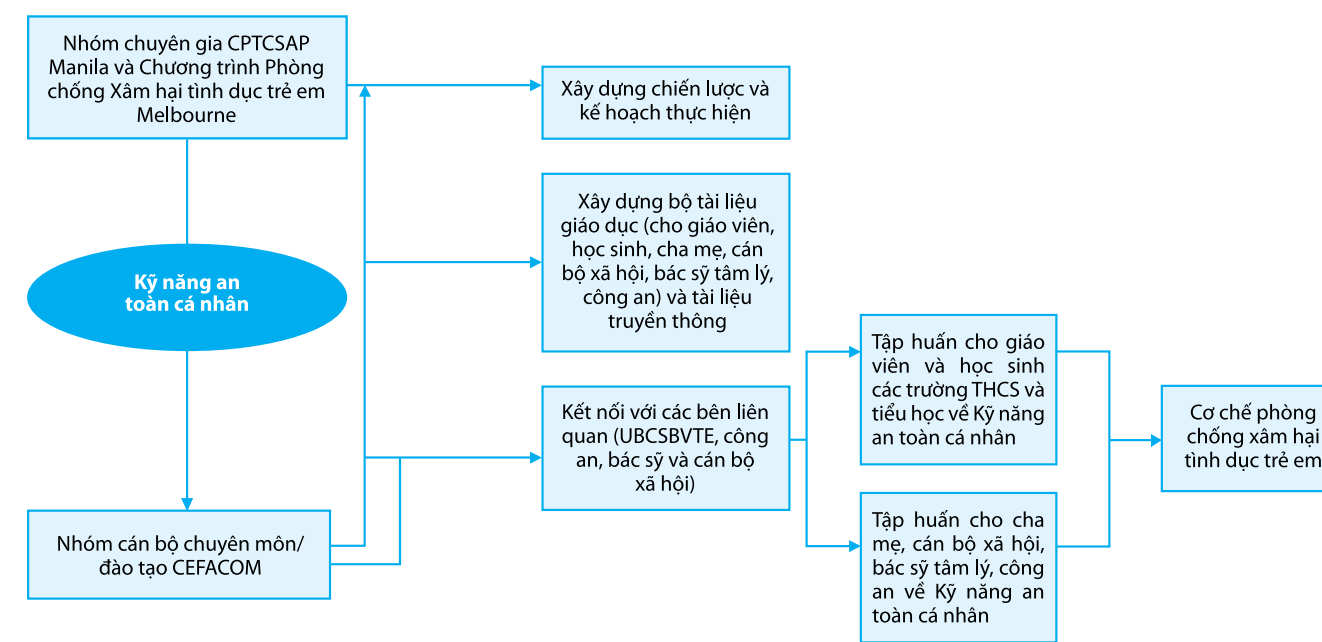 Nhóm chuyên gia CPTCSAP
Manila và Chương trình Phòng
chống Xâm hại tình dục trẻ em
Melbourne
Kỹ năng an
toàn cá nhân
Nhóm cán bộ chuyên môn/
đào tạo CEFACOM
Xây dựng chiến lược và
kế hoạch thực hiện
Xây dựng bộ tài liệu
giáo dục (cho giáo viên,
học sinh, cha mẹ, cán
bộ xã hội, bác sỹ tâm lý,
công an) và tài liệu
truyền thông
Kết nối với các bên liên
quan (UBCSBVTE, công
an, bác sỹ và cán bộ
xã hội)
Tập huấn cho giáo
viên và học sinh
các trường THCS và
tiểu học về Kỹ năng
an toàn cá nhân
Tập huấn cho cha
mẹ, cán bộ xã hội,
bác sỹ tâm lý, công
an về Kỹ năng an
toàn cá nhân
Cơ chế phòng
chống xâm hại
tình dục trẻ em